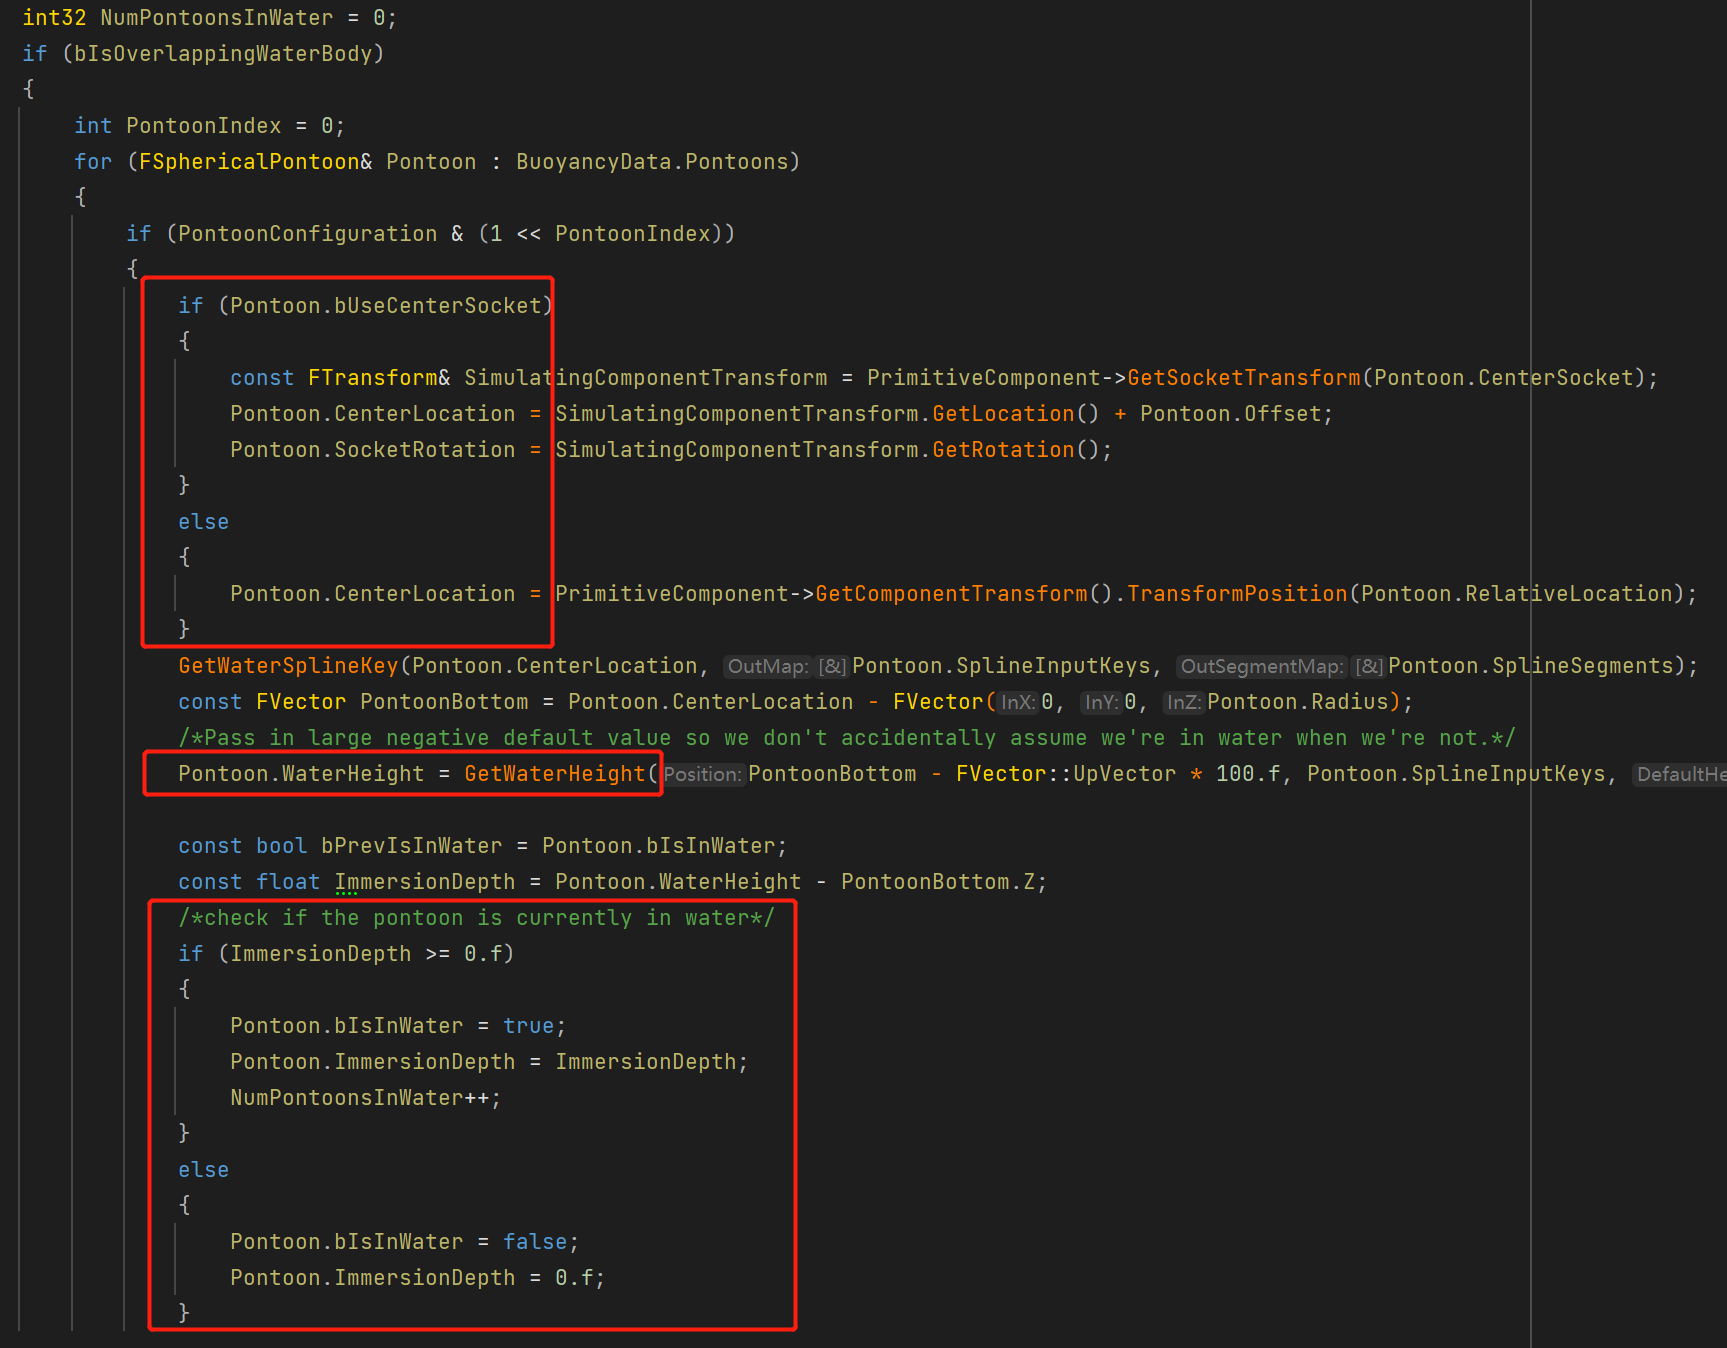 int32 NumPontoonsInWater = 0;
if (bIsOverlappingWaterBody)
{
int PontoonIndex = 0;
for (FSphericalPontoon& Pontoon : BuoyancyData.Pontoons)
{
if (PontoonConfiguration & (1 << PontoonIndex))
{
if (Pontoon.bUseCenterSocket)
{
const FTransform& SimulatingComponentTransform = PrimitiveComponent->GetSocketTransform(Pontoon.CenterSocket);
Pontoon.CenterLocation = SimulatingComponentTransform.GetLocation() + Pontoon.Offset;
Pontoon.SocketRotation = SimulatingComponentTransform.GetRotation();
}
else
{
Pontoon.CenterLocation = PrimitiveComponent->GetComponentTransform().TransformPosition(Pontoon.RelativeLocation);
}
GetWaterSplineKey(Pontoon.CenterLocation, OutMap: [&]Pontoon.SplineInputKeys, OutSegmentMap: [&]Pontoon.SplineSegments);
const FVector PontoonBottom = Pontoon.CenterLocation - FVector(InX: 0, InY: 0, InZ: Pontoon.Radius);
/*Pass in large negative default value so we don't accidentally assume we're in water when we're not.*/
Pontoon.WaterHeight = GetWaterHeight(Position: PontoonBottom - FVector::UpVector * 100.f, Pontoon.SplineInputKeys, DefaultHe
const bool bPrevIsInWater = Pontoon.bIsInWater;
const float ImmersionDepth = Pontoon.WaterHeight - PontoonBottom.Z;
/*check if the pontoon is currently in water*/
if (ImmersionDepth >= 0.f)
{
Pontoon.bIsInWater = true;
Pontoon.ImmersionDepth = ImmersionDepth;
NumPontoonsInWater++;
}
else
{
Pontoon.bIsInWater = false;
Pontoon.ImmersionDepth = 0.f;
}